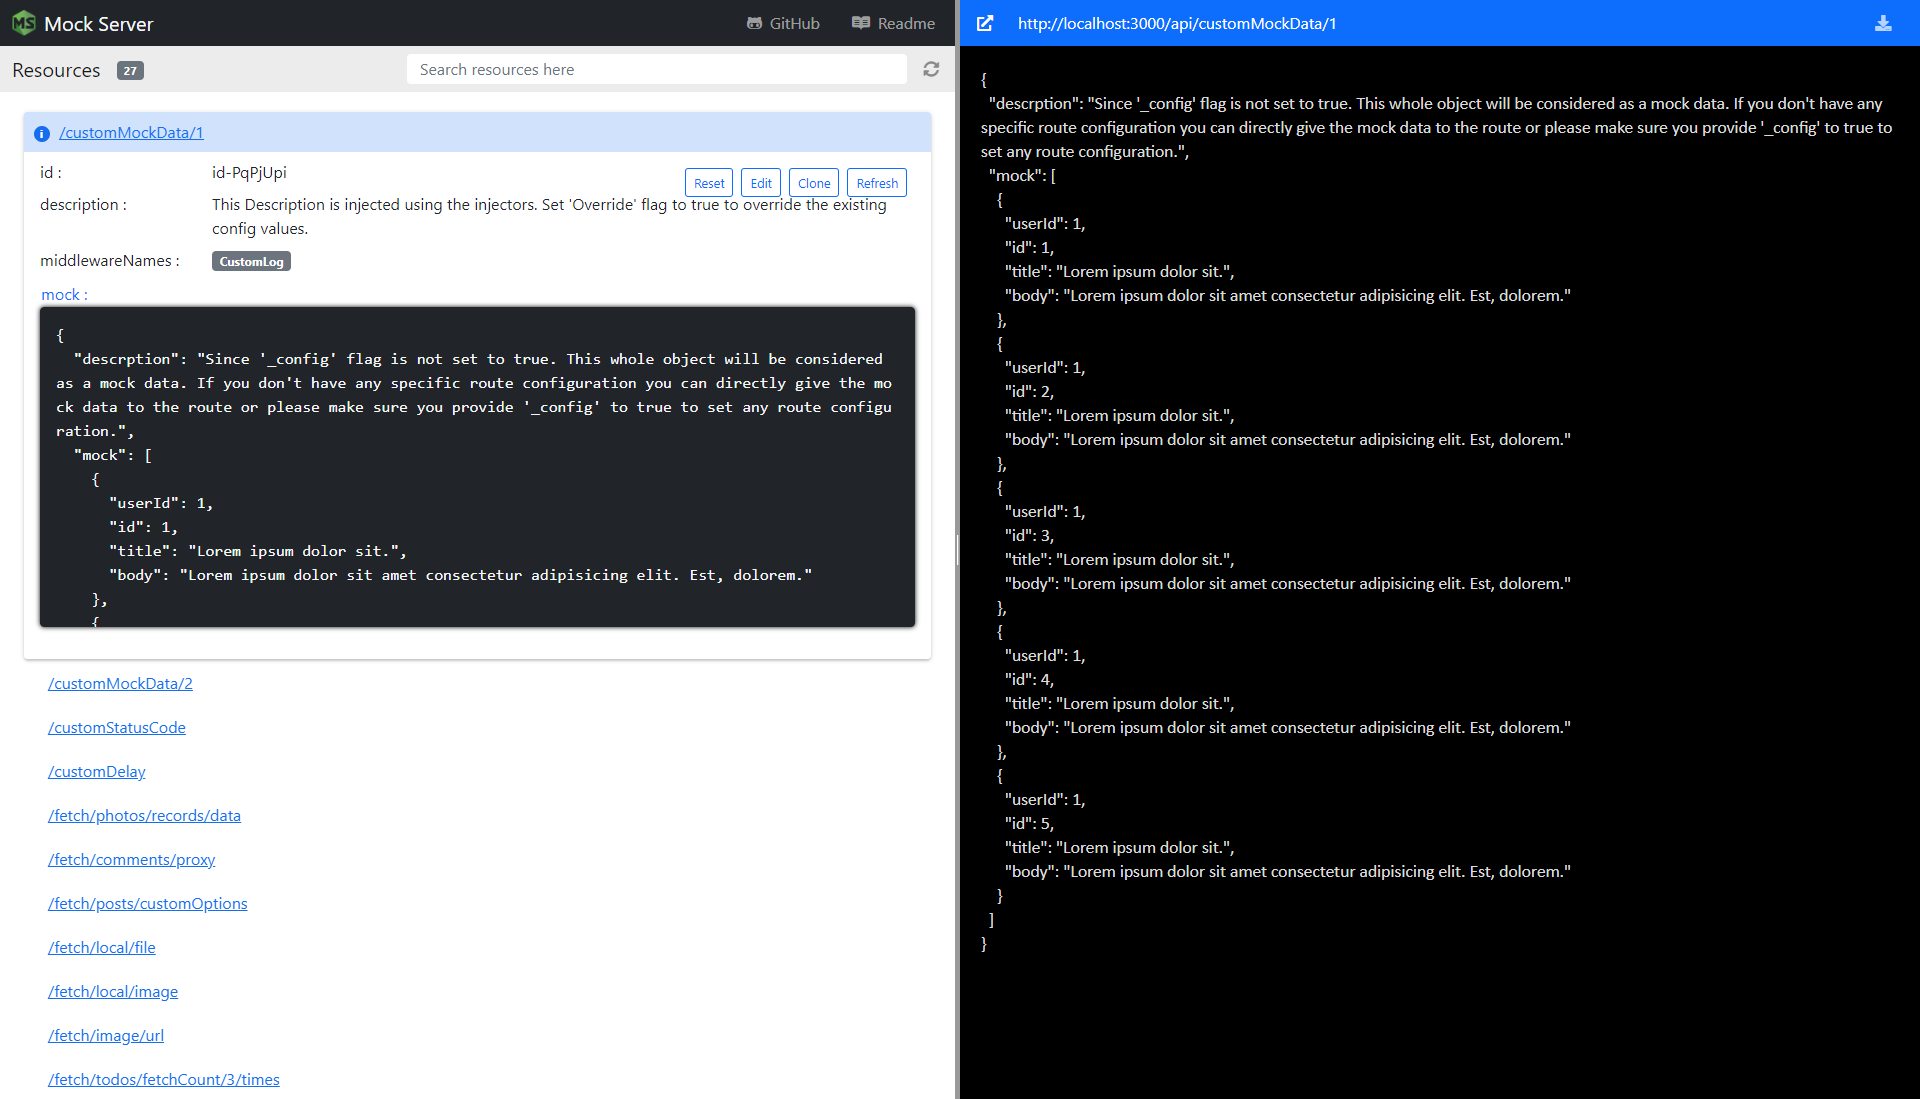 MS Mock Server
GitHub
Readme
Resources 27
Search resources here
/customMockData/1
id :
id-PqPjUpi
Reset
Edit
Clone
Refresh
description :
This Description is injected using the injectors. Set 'Override' flag to true to override the existing
config values.
middlewareNames :
CustomLog
mock :
{
"descrption": "Since '_config' flag is not set to true. This whole object will be considered
as a mock data. If you don't have any specific route configuration you can directly give the mo
ck data to the route or please make sure you provide '_config' to true to set any route configu
ration.",
"mock": [
{
"userId": 1,
"id": 1,
"title": "Lorem ipsum dolor sit.",
"body": "Lorem ipsum dolor sit amet consectetur adipisicing elit. Est, dolorem."
},
{
/customMockData/2
/customStatusCode
/customDelay
/fetch/photos/records/data
/fetch/comments/proxy
/fetch/posts/customOptions
/fetch/local/file
/fetch/local/image
/fetch/image/url
/fetch/todos/fetchCount/3/times
http://localhost:3000/api/customMockData/1
{
"descrption": "Since '_config' flag is not set to true. This whole object will be considered as a mock data. If you don't have any
specific route configuration you can directly give the mock data to the route or please make sure you provide '_config' to true to
set any route configuration.",
"mock": [
{
"userId": 1,
"id": 1,
"title": "Lorem ipsum dolor sit.",
"body": "Lorem ipsum dolor sit amet consectetur adipisicing elit. Est, dolorem."
},
{
"userId": 1,
"id": 2,
"title": "Lorem ipsum dolor sit.",
"body": "Lorem ipsum dolor sit amet consectetur adipisicing elit. Est, dolorem."
},
{
"userId": 1,
"id": 3,
"title": "Lorem ipsum dolor sit.",
"body": "Lorem ipsum dolor sit amet consectetur adipisicing elit. Est, dolorem."
},
{
"userId": 1,
"id": 4,
"title": "Lorem ipsum dolor sit.",
"body": "Lorem ipsum dolor sit amet consectetur adipisicing elit. Est, dolorem."
},
{
"userId": 1,
"id": 5,
"title": "Lorem ipsum dolor sit.",
"body": "Lorem ipsum dolor sit amet consectetur adipisicing elit. Est, dolorem."
}
]
}